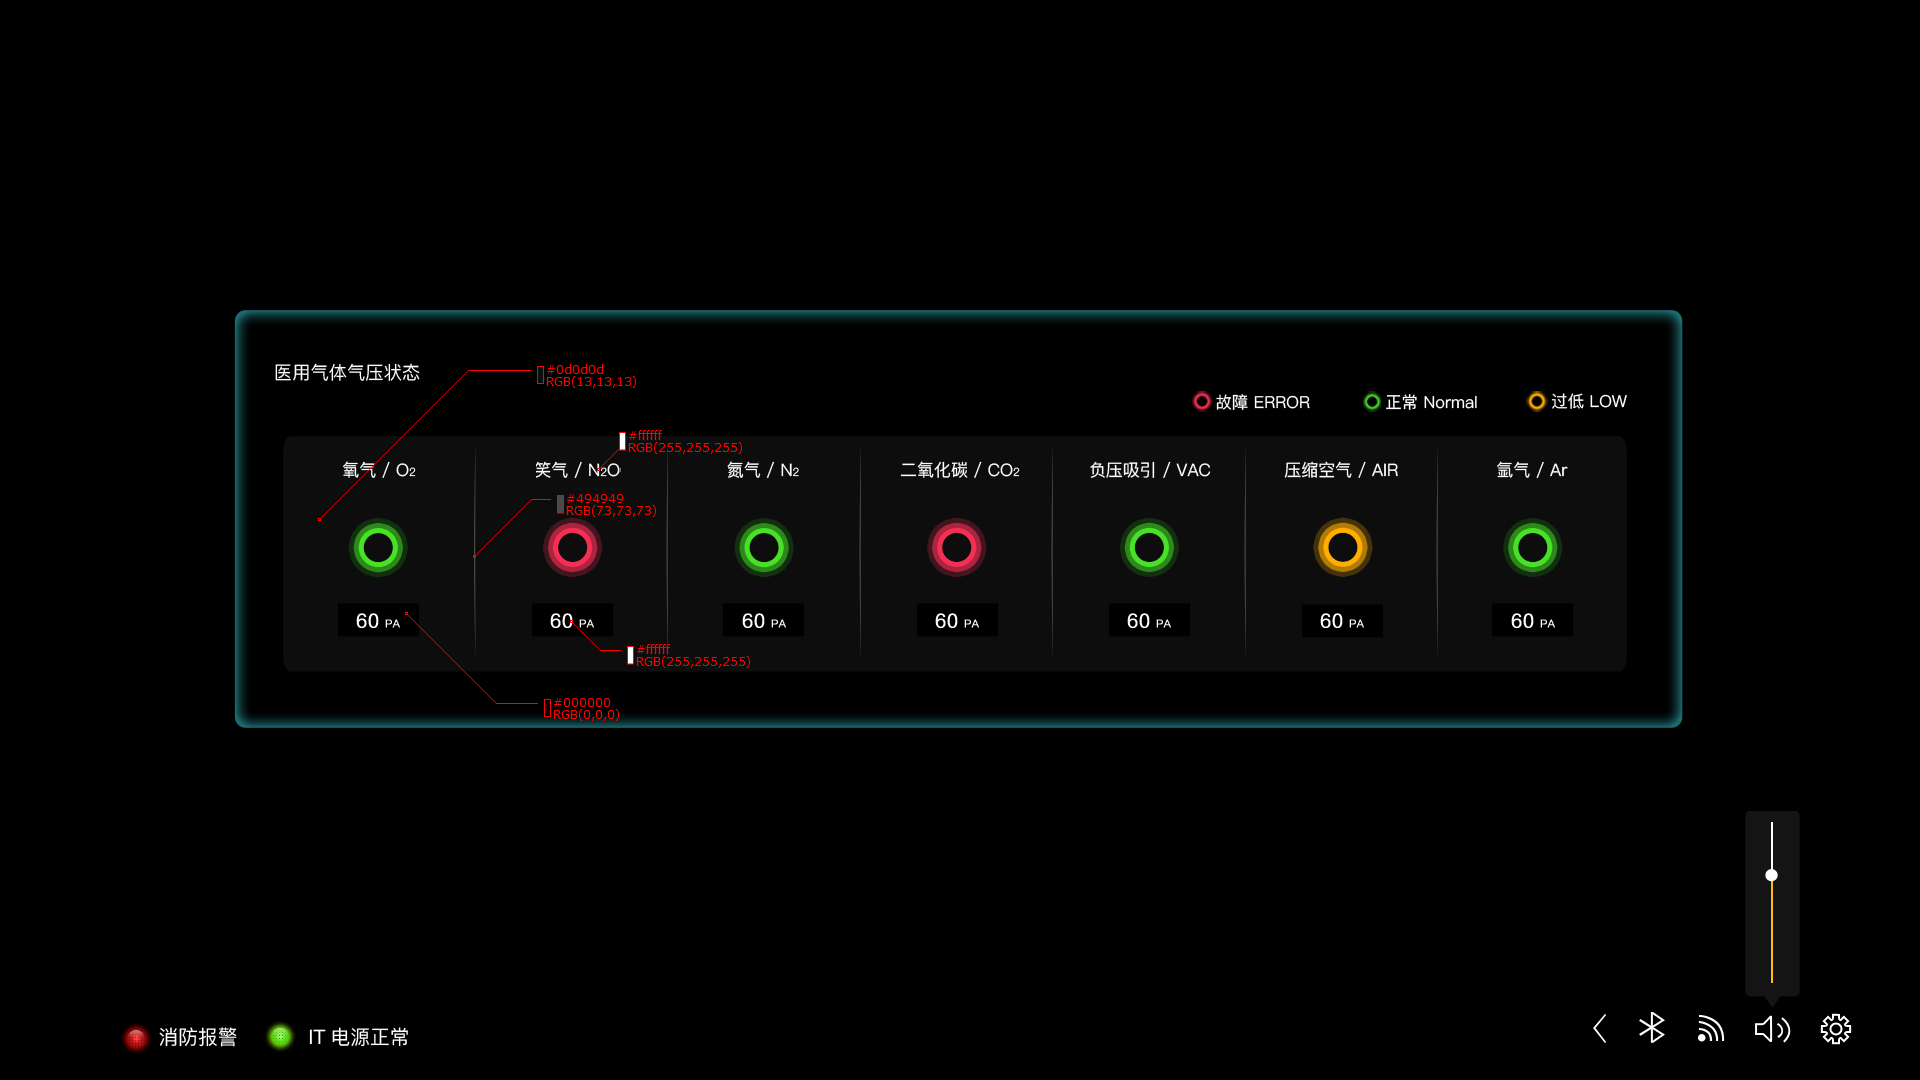 医用气体气压状态
#0d0d0d
RGB(13,13,13)
故障 ERROR
正常 Normal
过低 LOW
#ffffff
RGB(255,255,255)
氧气 / O2
笑气 / N2O
氮气 / N2
二氧化碳 / CO2
负压吸引 / VAC
压缩空气 / AIR
氩气 / Ar
#494949
RGB(73,73,73)
60 PA
60 PA
60 PA
60 PA
60 PA
60 PA
60 PA
#ffffff
RGB(255,255,255)
#000000
RGB(0,0,0)
消防报警
IT 电源正常